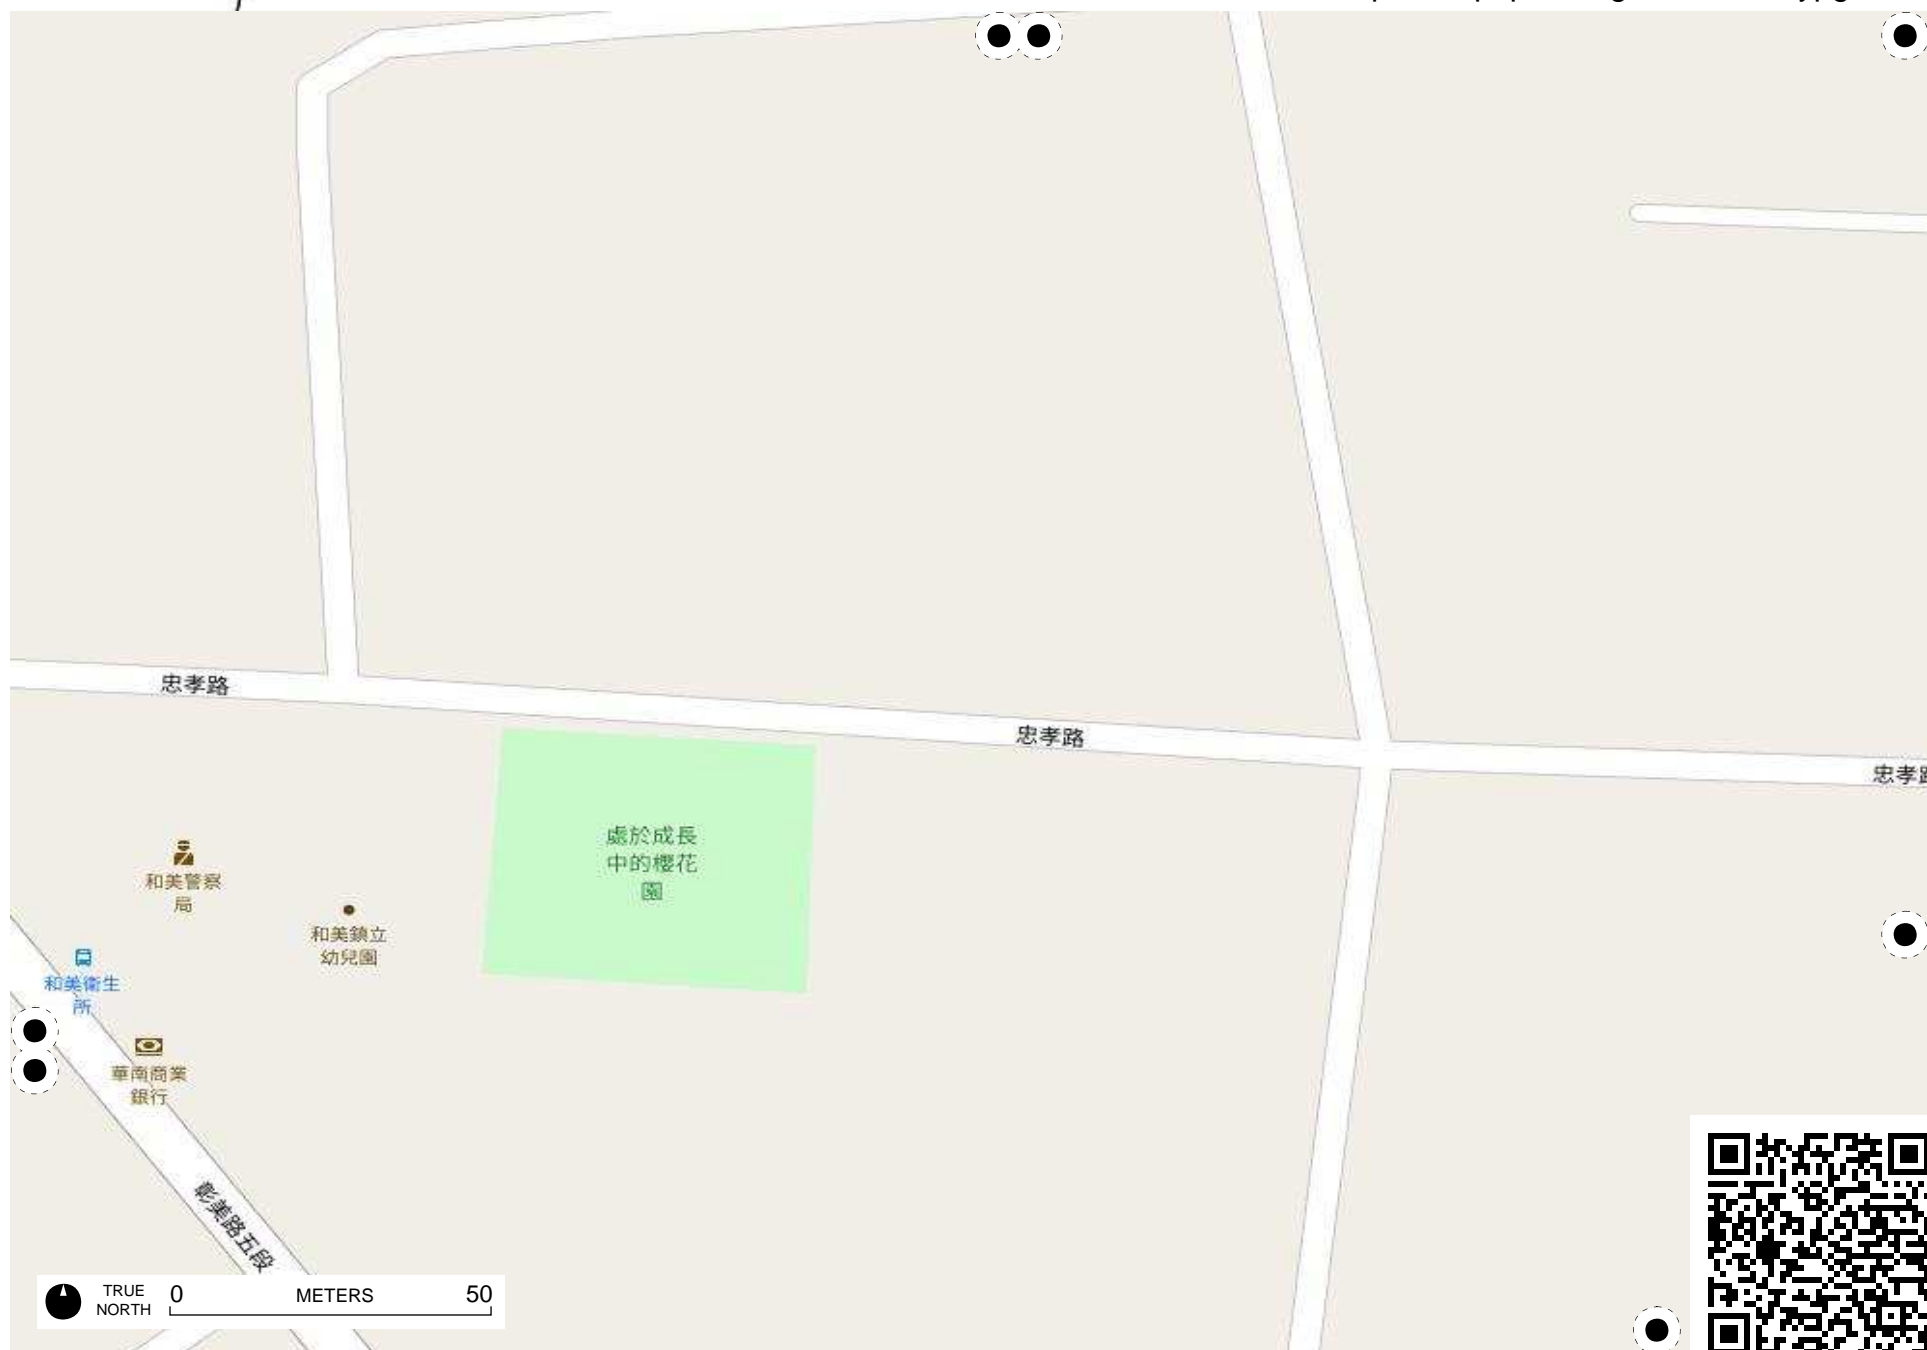 忠孝路
忠孝路
忠孝
處於成長
中的櫻花
園
和美警察
局
和美鎮立
幼兒園
和美衛生
所
華南商業
銀行
彰美路五段
TRUE
NORTH
0 METERS 50